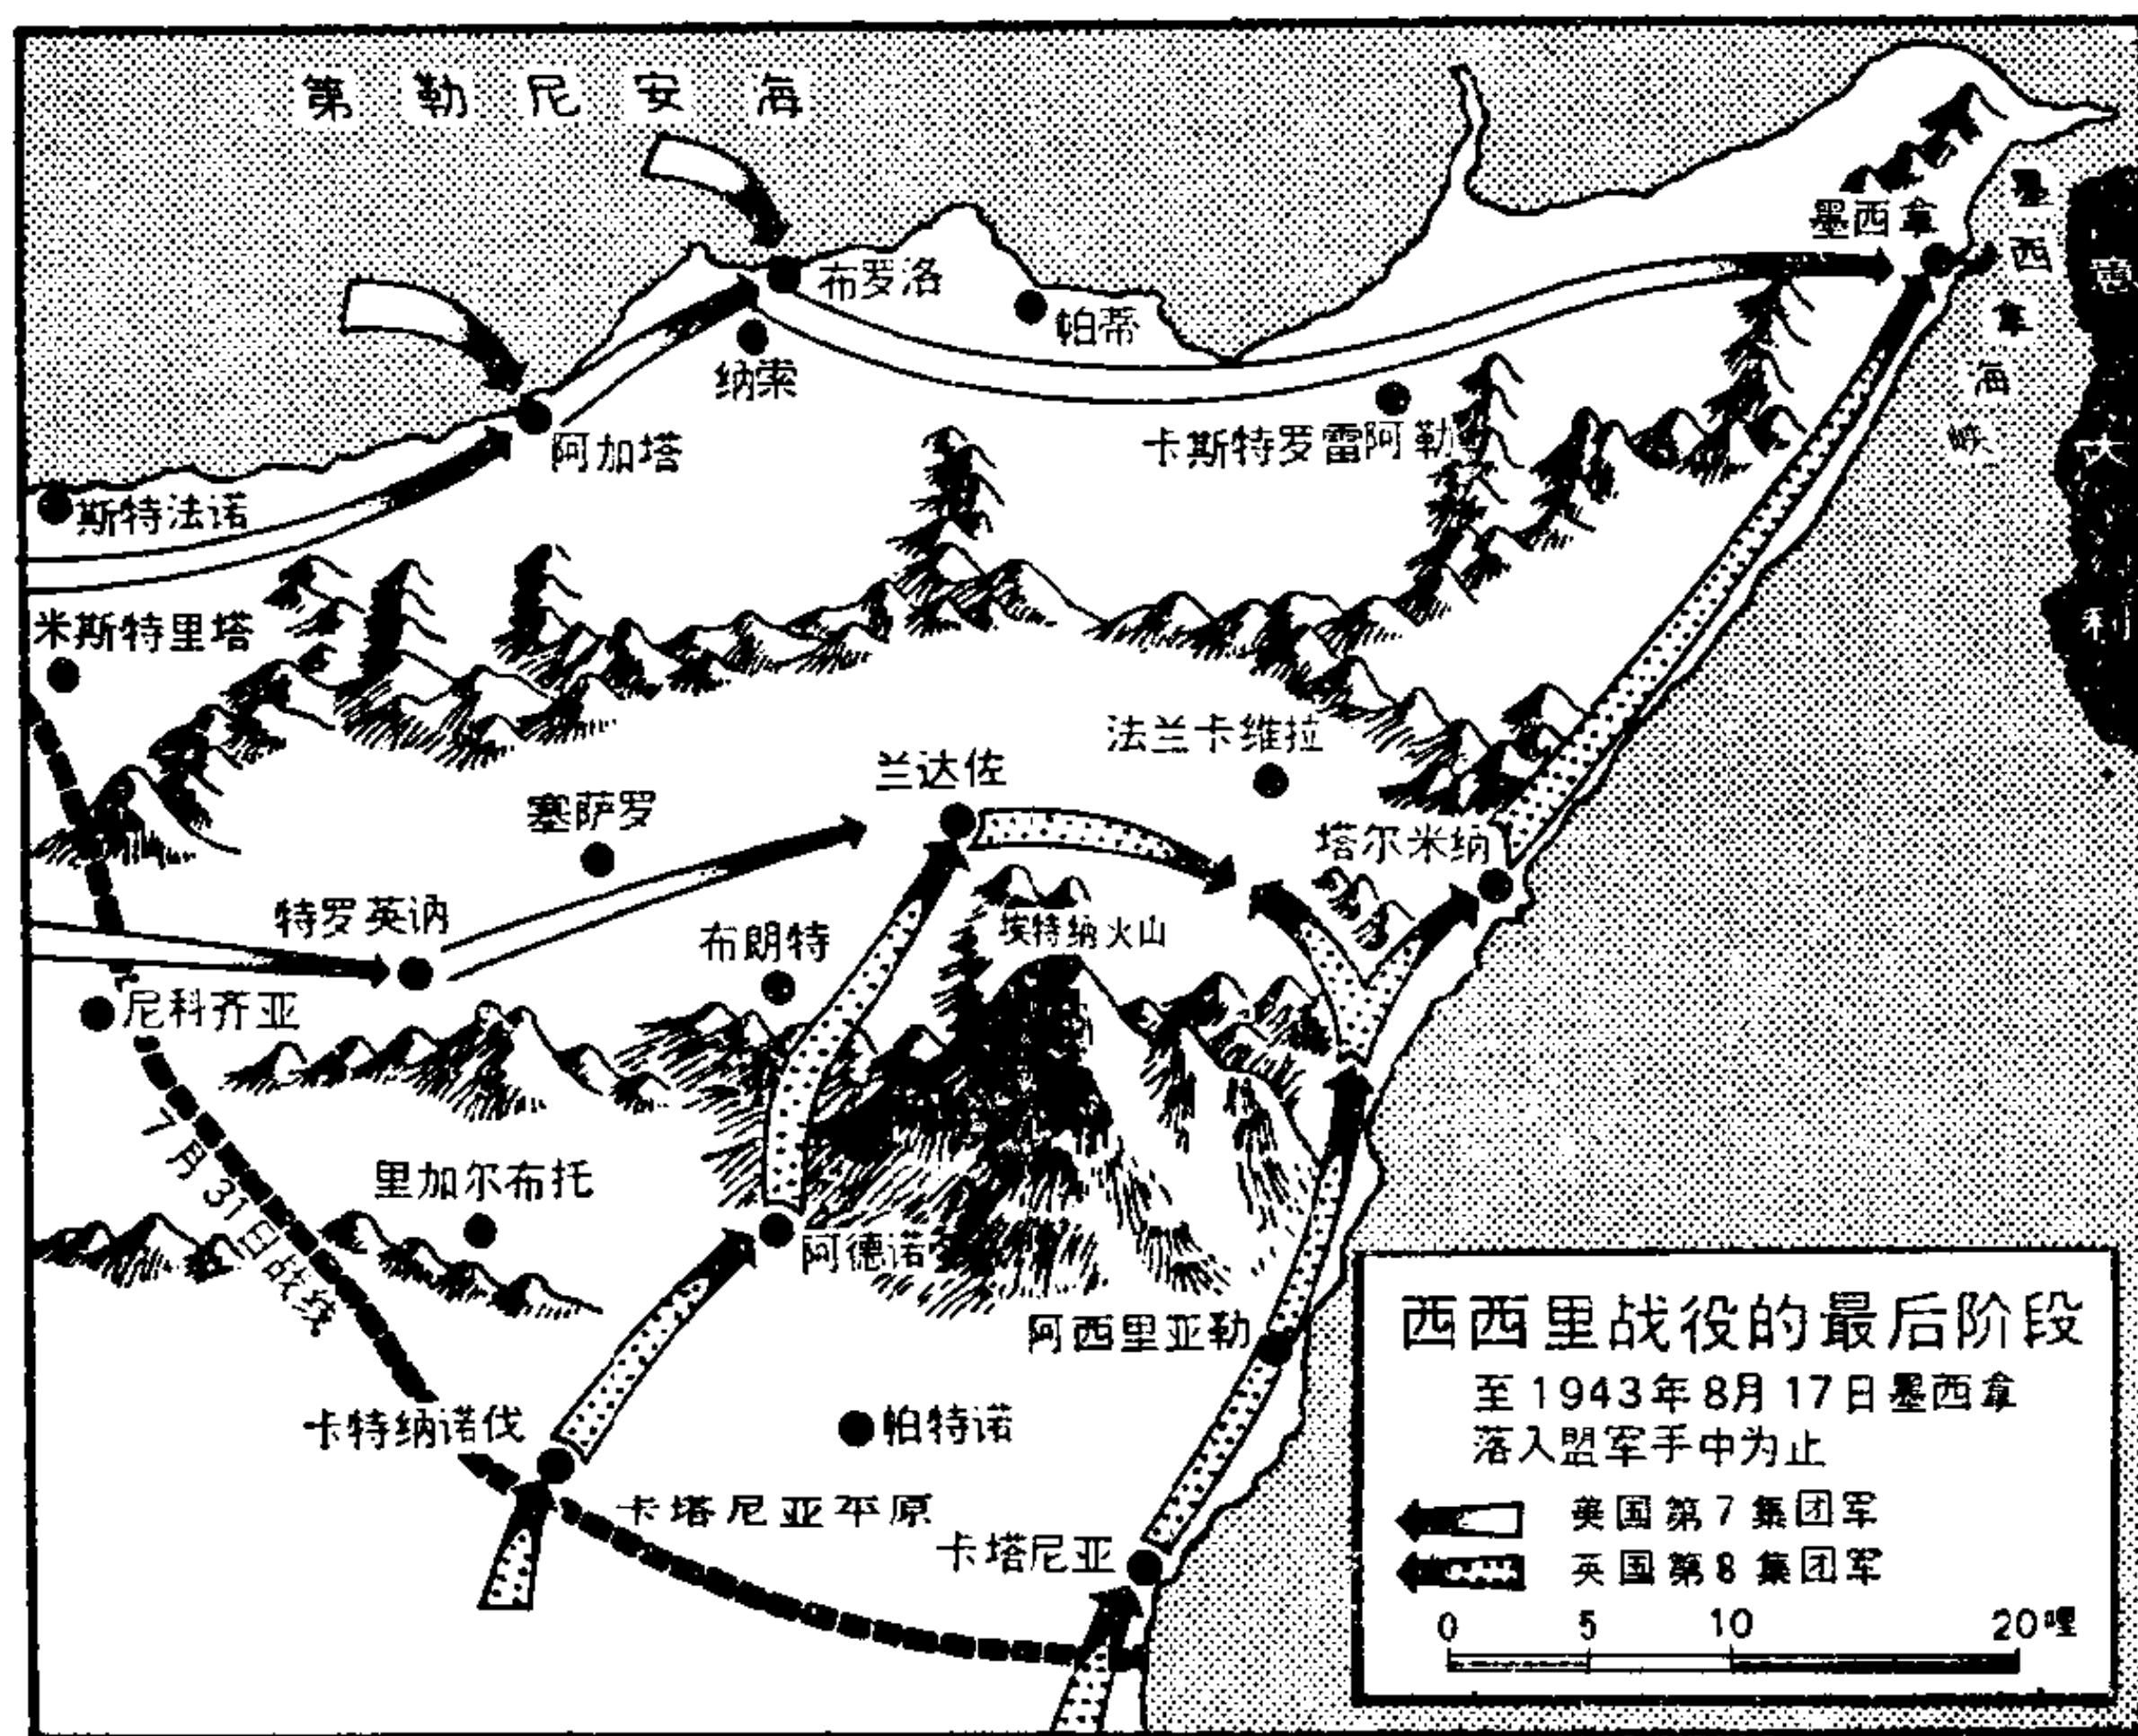 第勒尼安海
墨西拿
墨西拿海峡
意大利
布罗洛
帕蒂
纳索
阿加塔
卡斯特罗雷阿勒
斯特法诺
米斯特里塔
法兰卡维拉
兰达佐
塞萨罗
塔尔米纳
特罗英讷
布朗特
埃特纳火山
尼科齐亚
7月31日战线
里加尔布托
阿德诺
阿西里亚勒
卡特纳诺伐
帕特诺
卡塔尼亚平原
卡塔尼亚
西西里战役的最后阶段
至1943年8月17日墨西拿
落入盟军手中为止
美国第7集团军
英国第8集团军
0 5 10 20哩